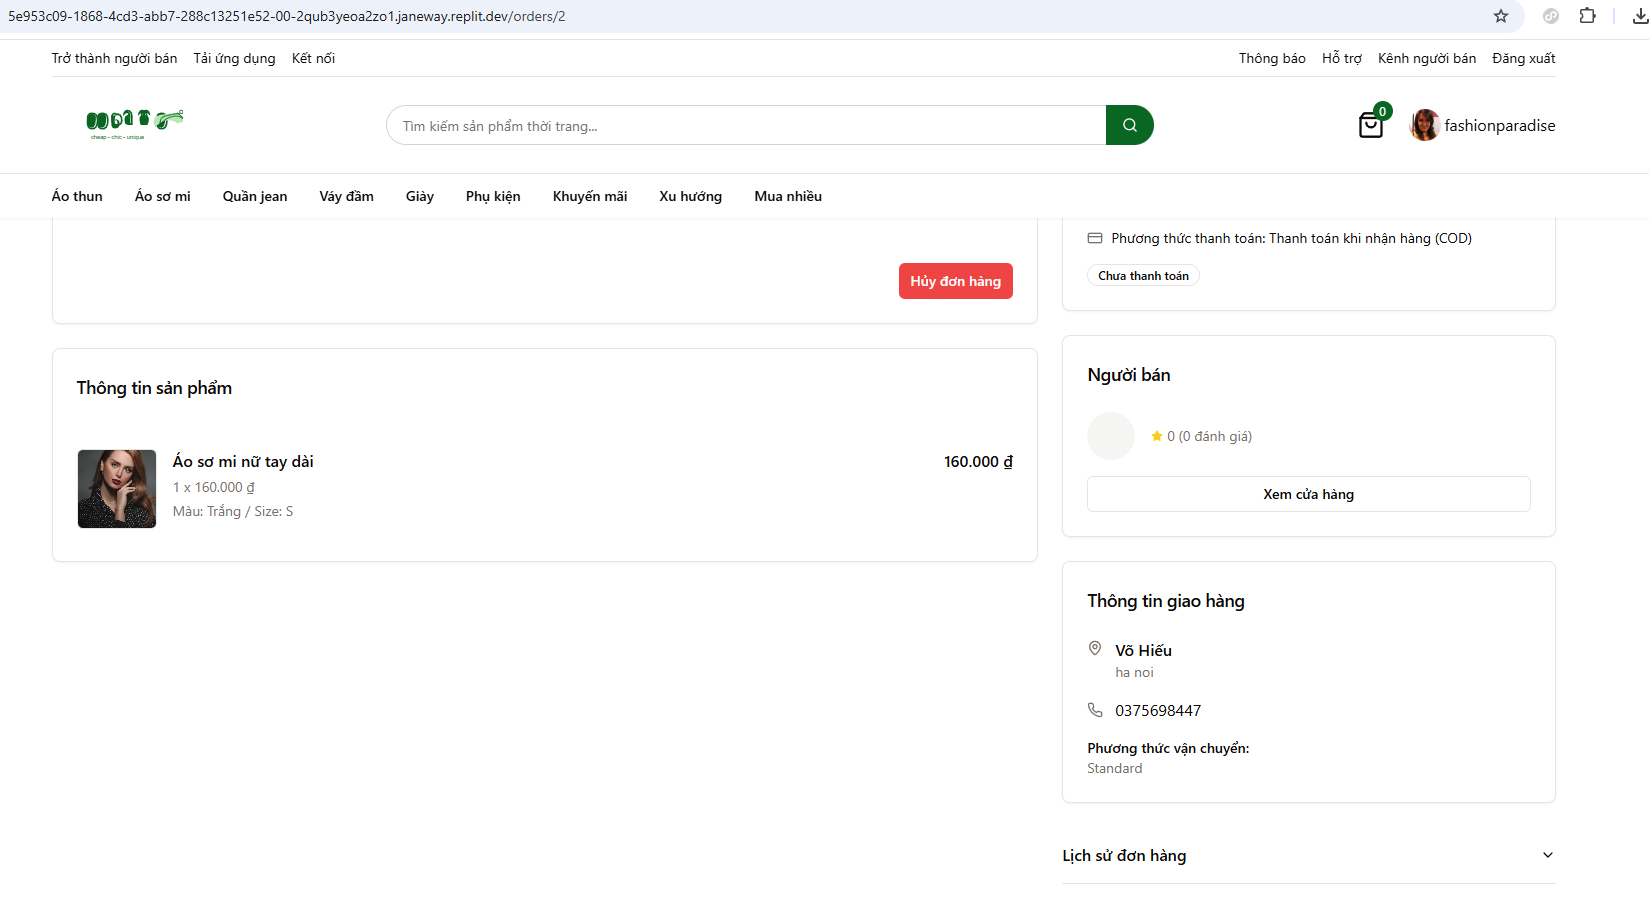 5e953c09-1868-4cd3-abb7-288c13251e52-00-2qub3yeoa2zo1.janeway.replit.dev/orders/2
Trở thành người bán Tải ứng dụng Kết nối
Thông báo Hỗ trợ Kênh người bán Đăng xuất
cheap • chic • unique
Tìm kiếm sản phẩm thời trang...
0
fashionparadise
Áo thun Áo sơ mi Quần jean Váy đầm Giày Phụ kiện Khuyến mãi Xu hướng Mua nhiều
Hủy đơn hàng
Thông tin sản phẩm
Áo sơ mi nữ tay dài
160.000 ₫
1 x 160.000 ₫
Màu: Trắng / Size: S
Phương thức thanh toán: Thanh toán khi nhận hàng (COD)
Chưa thanh toán
Người bán
0 (0 đánh giá)
Xem cửa hàng
Thông tin giao hàng
Võ Hiếu
ha noi
0375698447
Phương thức vận chuyển:
Standard
Lịch sử đơn hàng